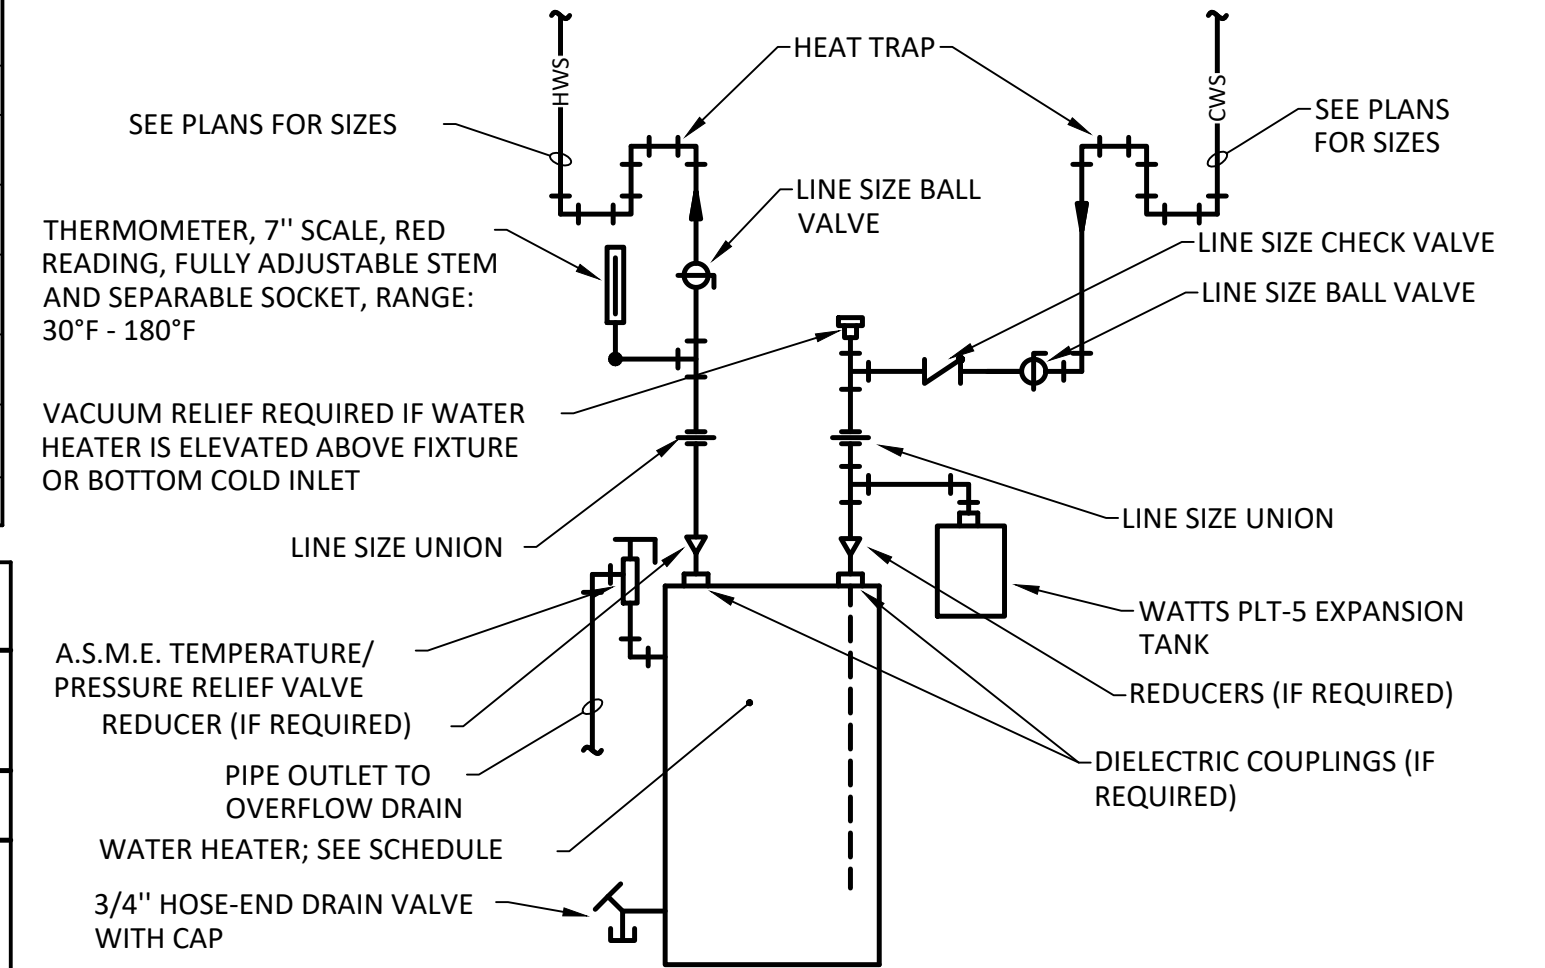 HEAT TRAP
HWS
CWS
SEE PLANS FOR SIZES
SEE PLANS
FOR SIZES
LINE SIZE BALL
VALVE
THERMOMETER, 7'' SCALE, RED
READING, FULLY ADJUSTABLE STEM
AND SEPARABLE SOCKET, RANGE:
30°F - 180°F
LINE SIZE CHECK VALVE
LINE SIZE BALL VALVE
VACUUM RELIEF REQUIRED IF WATER
HEATER IS ELEVATED ABOVE FIXTURE
OR BOTTOM COLD INLET
LINE SIZE UNION
LINE SIZE UNION
WATTS PLT-5 EXPANSION
TANK
A.S.M.E. TEMPERATURE/
PRESSURE RELIEF VALVE
REDUCER (IF REQUIRED)
REDUCERS (IF REQUIRED)
PIPE OUTLET TO
OVERFLOW DRAIN
DIELECTRIC COUPLINGS (IF
REQUIRED)
WATER HEATER; SEE SCHEDULE
3/4'' HOSE-END DRAIN VALVE
WITH CAP